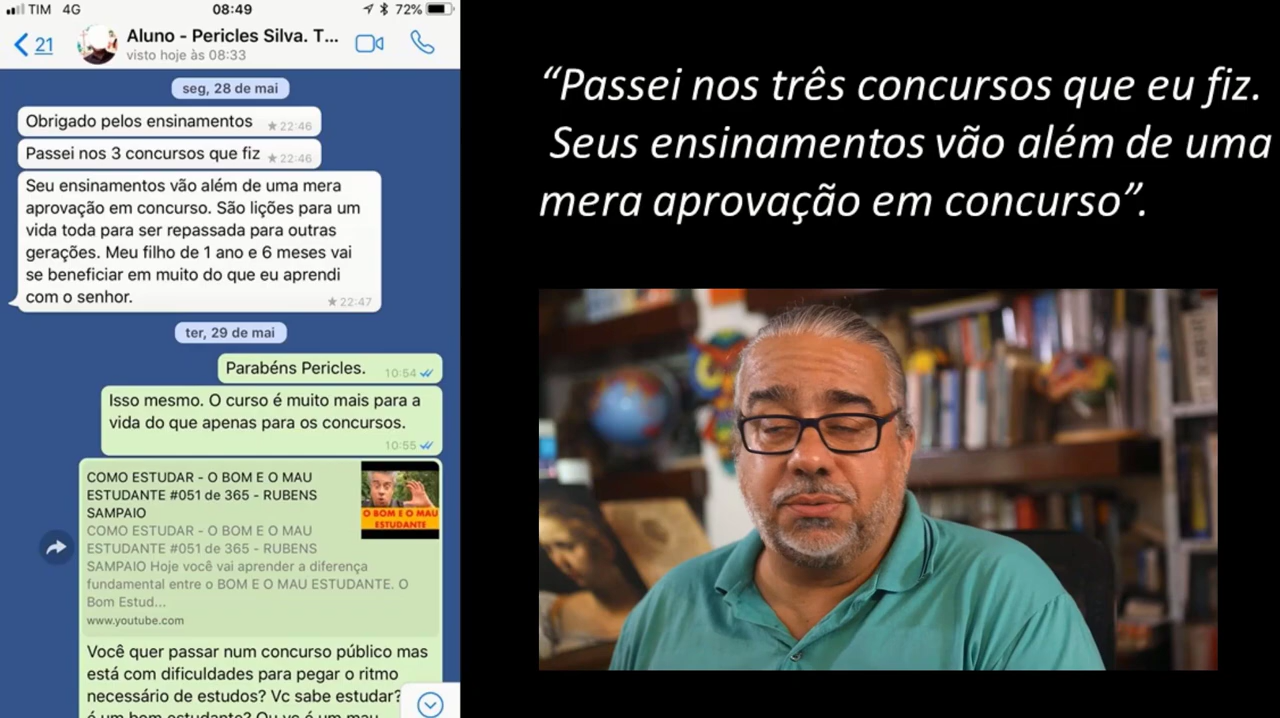 TIM 4G 08:49 72%
21 Aluno - Pericles Silva. T...
visto hoje às 08:33
seg, 28 de mai
Obrigado pelos ensinamentos 22:46
Passei nos 3 concursos que fiz 22:46
Seu ensinamentos vão além de uma mera
aprovação em concurso. São lições para um
vida toda para ser repassada para outras
gerações. Meu filho de 1 ano e 6 meses vai
se beneficiar em muito do que eu aprendi
com o senhor. 22:47
ter, 29 de mai
Parabéns Pericles. 10:54
Isso mesmo. O curso é muito mais para a
vida do que apenas para os concursos.
10:55
COMO ESTUDAR - O BOM E O MAU
ESTUDANTE #051 de 365 - RUBENS
SAMPAIO
COMO ESTUDAR - O BOM E O MAU
ESTUDANTE #051 de 365 - RUBENS
SAMPAIO Hoje você vai aprender a diferença
fundamental entre o BOM E O MAU ESTUDANTE. O
Bom Estud...
www.youtube.com
O BOM E O MAU
ESTUDANTE
Você quer passar num concurso público mas
está com dificuldades para pegar o ritmo
necessário de estudos? Vc sabe estudar?
é um bom estudante? Ou vc é um mau
“Passei nos três concursos que eu fiz.
Seus ensinamentos vão além de uma
mera aprovação em concurso”.